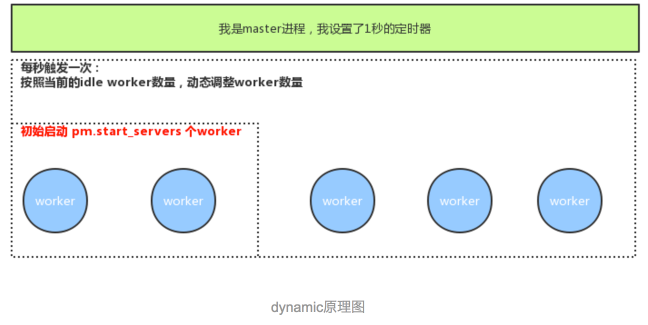 我是master进程，我设置了1秒的定时器
每秒触发一次：
按照当前的idle worker数量，动态调整worker数量
初始启动 pm.start_servers 个worker
worker worker worker worker worker
dynamic原理图